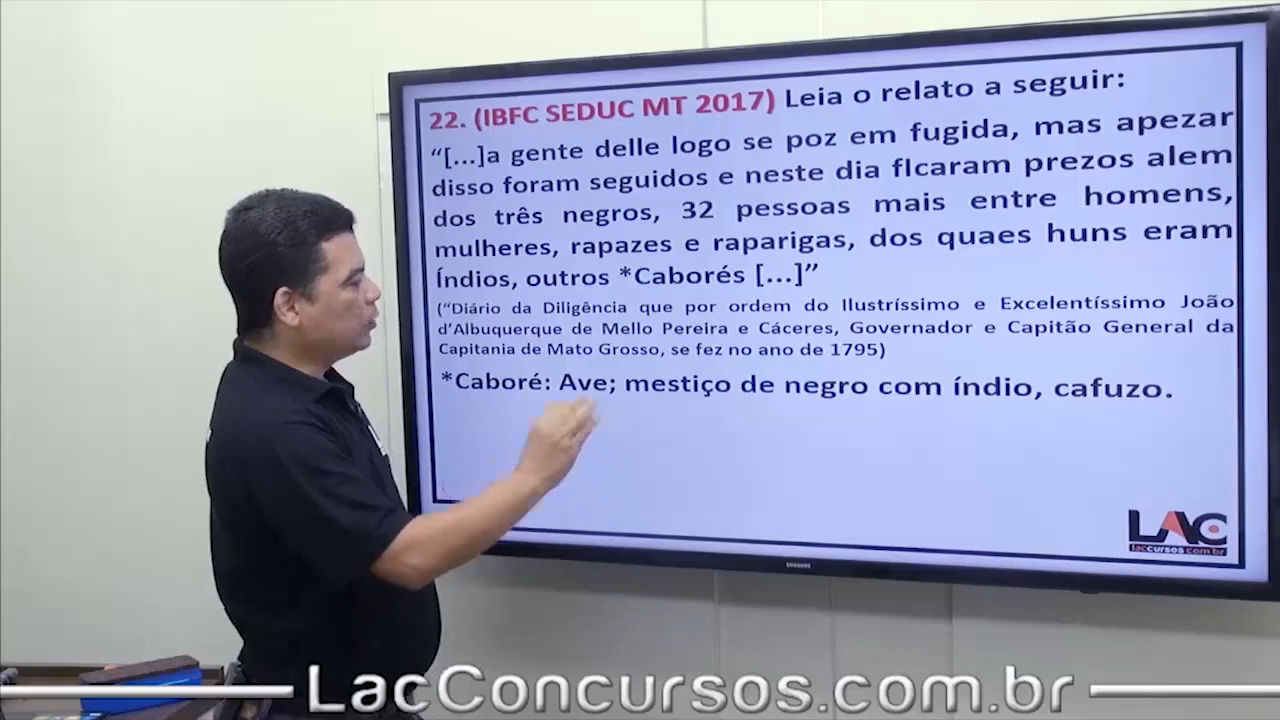 22. (IBFC SEDUC MT 2017) Leia o relato a seguir:
“[...]a gente delle logo se poz em fugida, mas apezar
disso foram seguidos e neste dia fIcaram prezos alem
dos três negros, 32 pessoas mais entre homens,
mulheres, rapazes e raparigas, dos quaes huns eram
Índios, outros *Caborés [...]”
(“Diário da Diligência que por ordem do Ilustríssimo e Excelentíssimo João
d’Albuquerque de Mello Pereira e Cáceres, Governador e Capitão General da
Capitania de Mato Grosso, se fez no ano de 1795)
*Caboré: Ave; mestiço de negro com índio, cafuzo.
LAC
laccursos.com.br
SAMSUNG
LacConcursos.com.br